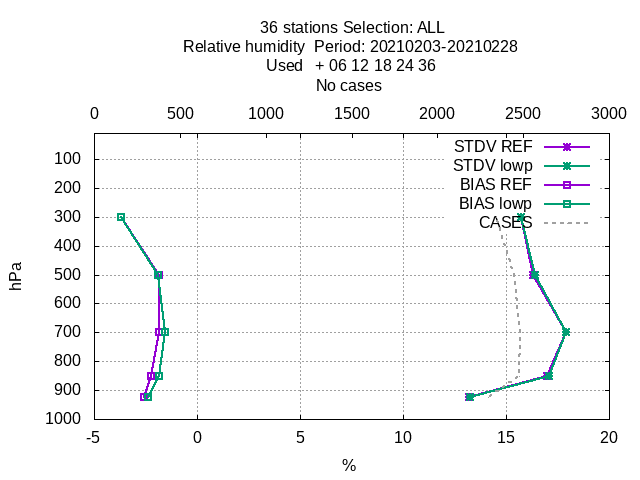 36 stations Selection: ALL
Relative humidity  Period: 20210203-20210228
Used   + 06 12 18 24 36
No cases
0 500 1000 1500 2000 2500 3000
STDV REF
STDV lowp
BIAS REF
BIAS lowp
CASES
100
200
300
400
500
600
700
800
900
1000
hPa
-5 0 5 10 15 20
%